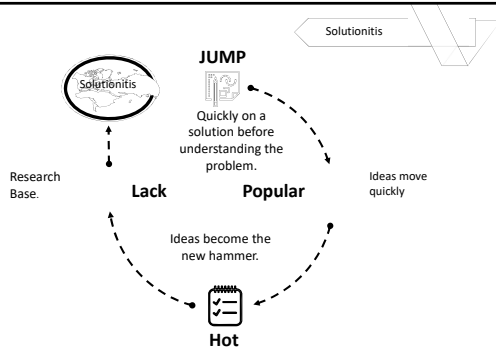 Solutionitis
JUMP
Solutionitis
Quickly on a
solution before
understanding the
problem.
Research
Base.
Lack
Popular
Ideas move
quickly
Ideas become the
new hammer.
Hot